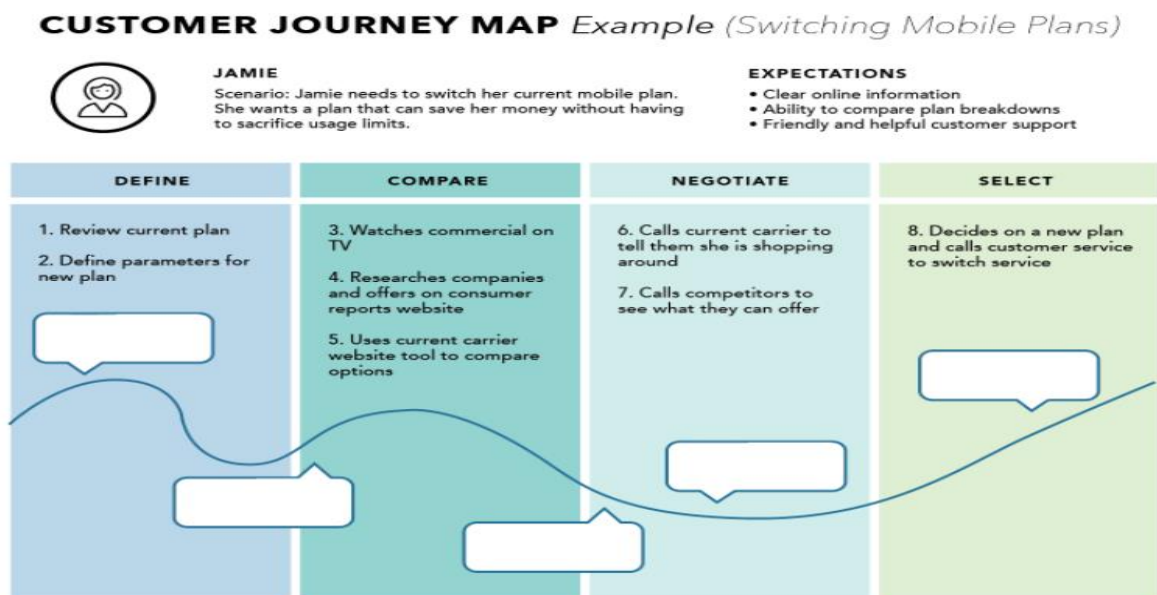 CUSTOMER JOURNEY MAP Example (Switching Mobile Plans)
JAMIE
Scenario: Jamie needs to switch her current mobile plan.
She wants a plan that can save her money without having
to sacrifice usage limits.
EXPECTATIONS
• Clear online information
• Ability to compare plan breakdowns
• Friendly and helpful customer support
DEFINE
1. Review current plan
2. Define parameters for
new plan
COMPARE
3. Watches commercial on
TV
4. Researches companies
and offers on consumer
reports website
5. Uses current carrier
website tool to compare
options
NEGOTIATE
6. Calls current carrier to
tell them she is shopping
around
7. Calls competitors to
see what they can offer
SELECT
8. Decides on a new plan
and calls customer service
to switch service